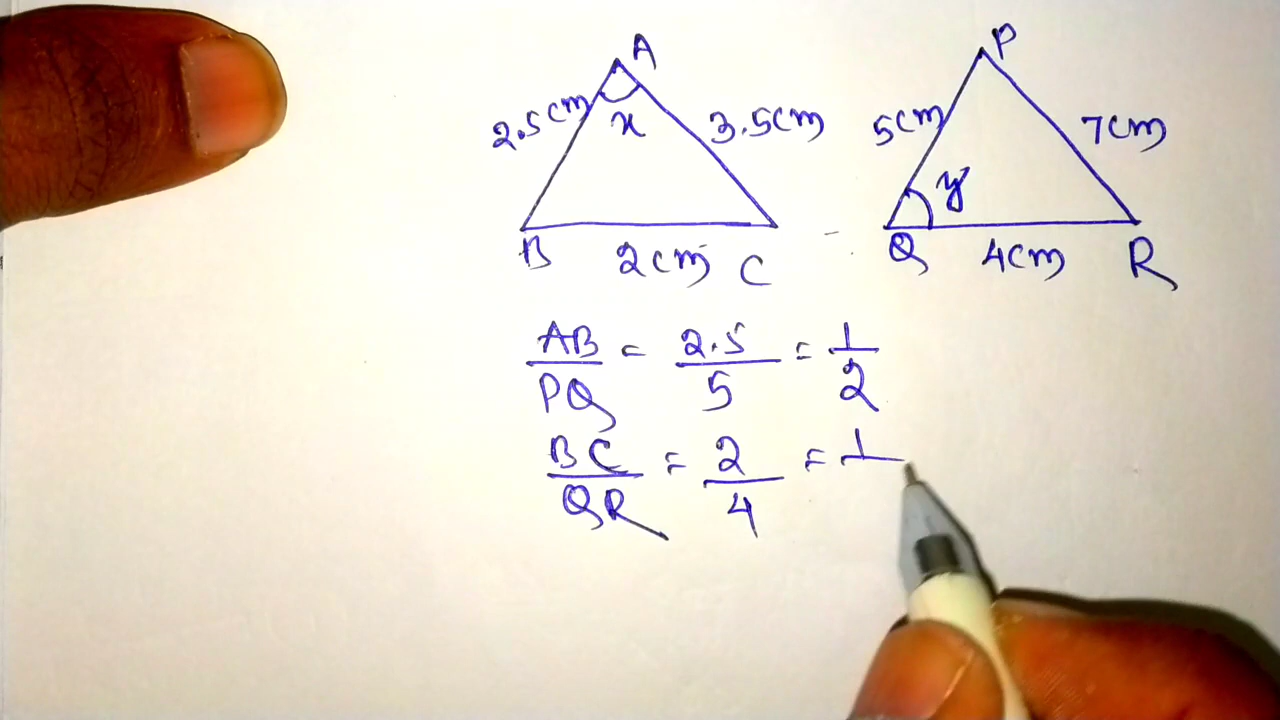 A P
2.5cm x 3.5cm 5cm y 7cm
B 2cm C Q 4cm R
AB/PQ = 2.5/5 = 1/2
BC/QR = 2/4 = 1/